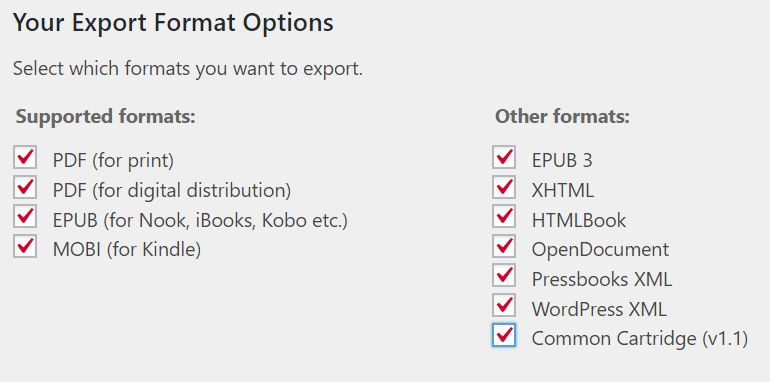 Your Export Format Options
Select which formats you want to export.
Supported formats:
PDF (for print)
PDF (for digital distribution)
EPUB (for Nook, iBooks, Kobo etc.)
MOBI (for Kindle)
Other formats:
EPUB 3
XHTML
HTMLBook
OpenDocument
Pressbooks XML
WordPress XML
Common Cartridge (v1.1)